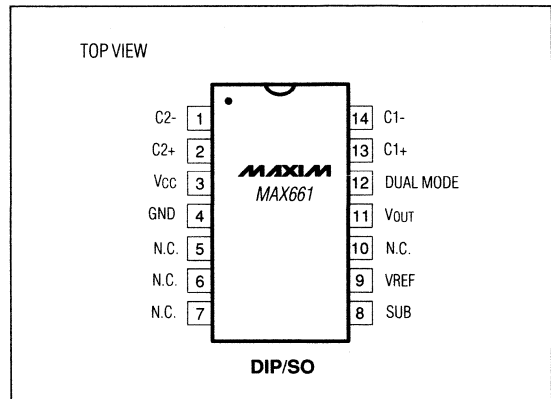 TOP VIEW
C2- 1 14 C1-
C2+ 2 13 C1+
VCC 3 12 DUAL MODE
GND 4 11 VOUT
N.C. 5 10 N.C.
N.C. 6 9 VREF
N.C. 7 8 SUB
MAXIM
MAX661
DIP/SO